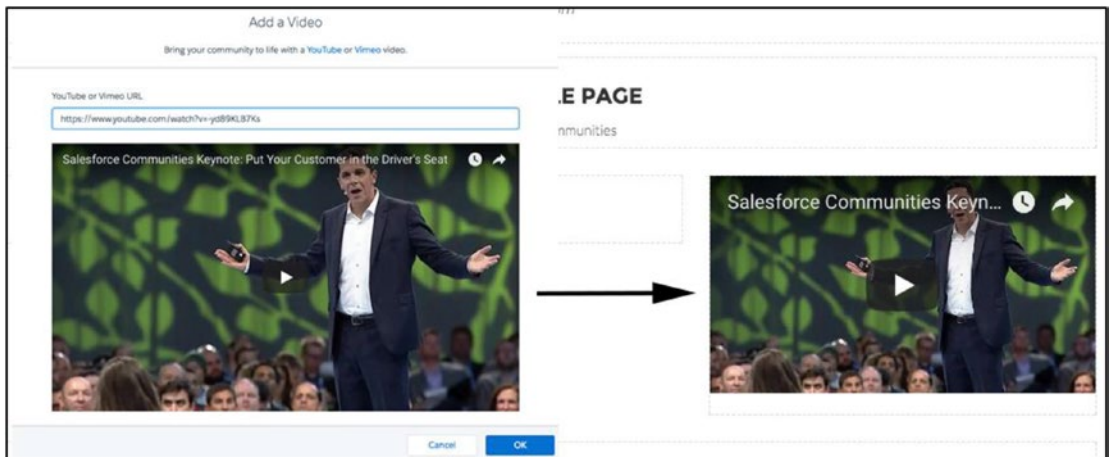 Add a Video
Bring your community to life with a YouTube or Vimeo video.
YouTube or Vimeo URL
https://www.youtube.com/watch?v=-yd89KL87Ks
Salesforce Communities Keynote: Put Your Customer in the Driver's Seat
Cancel
OK
.E PAGE
nmunities
Salesforce Communities Keyn...